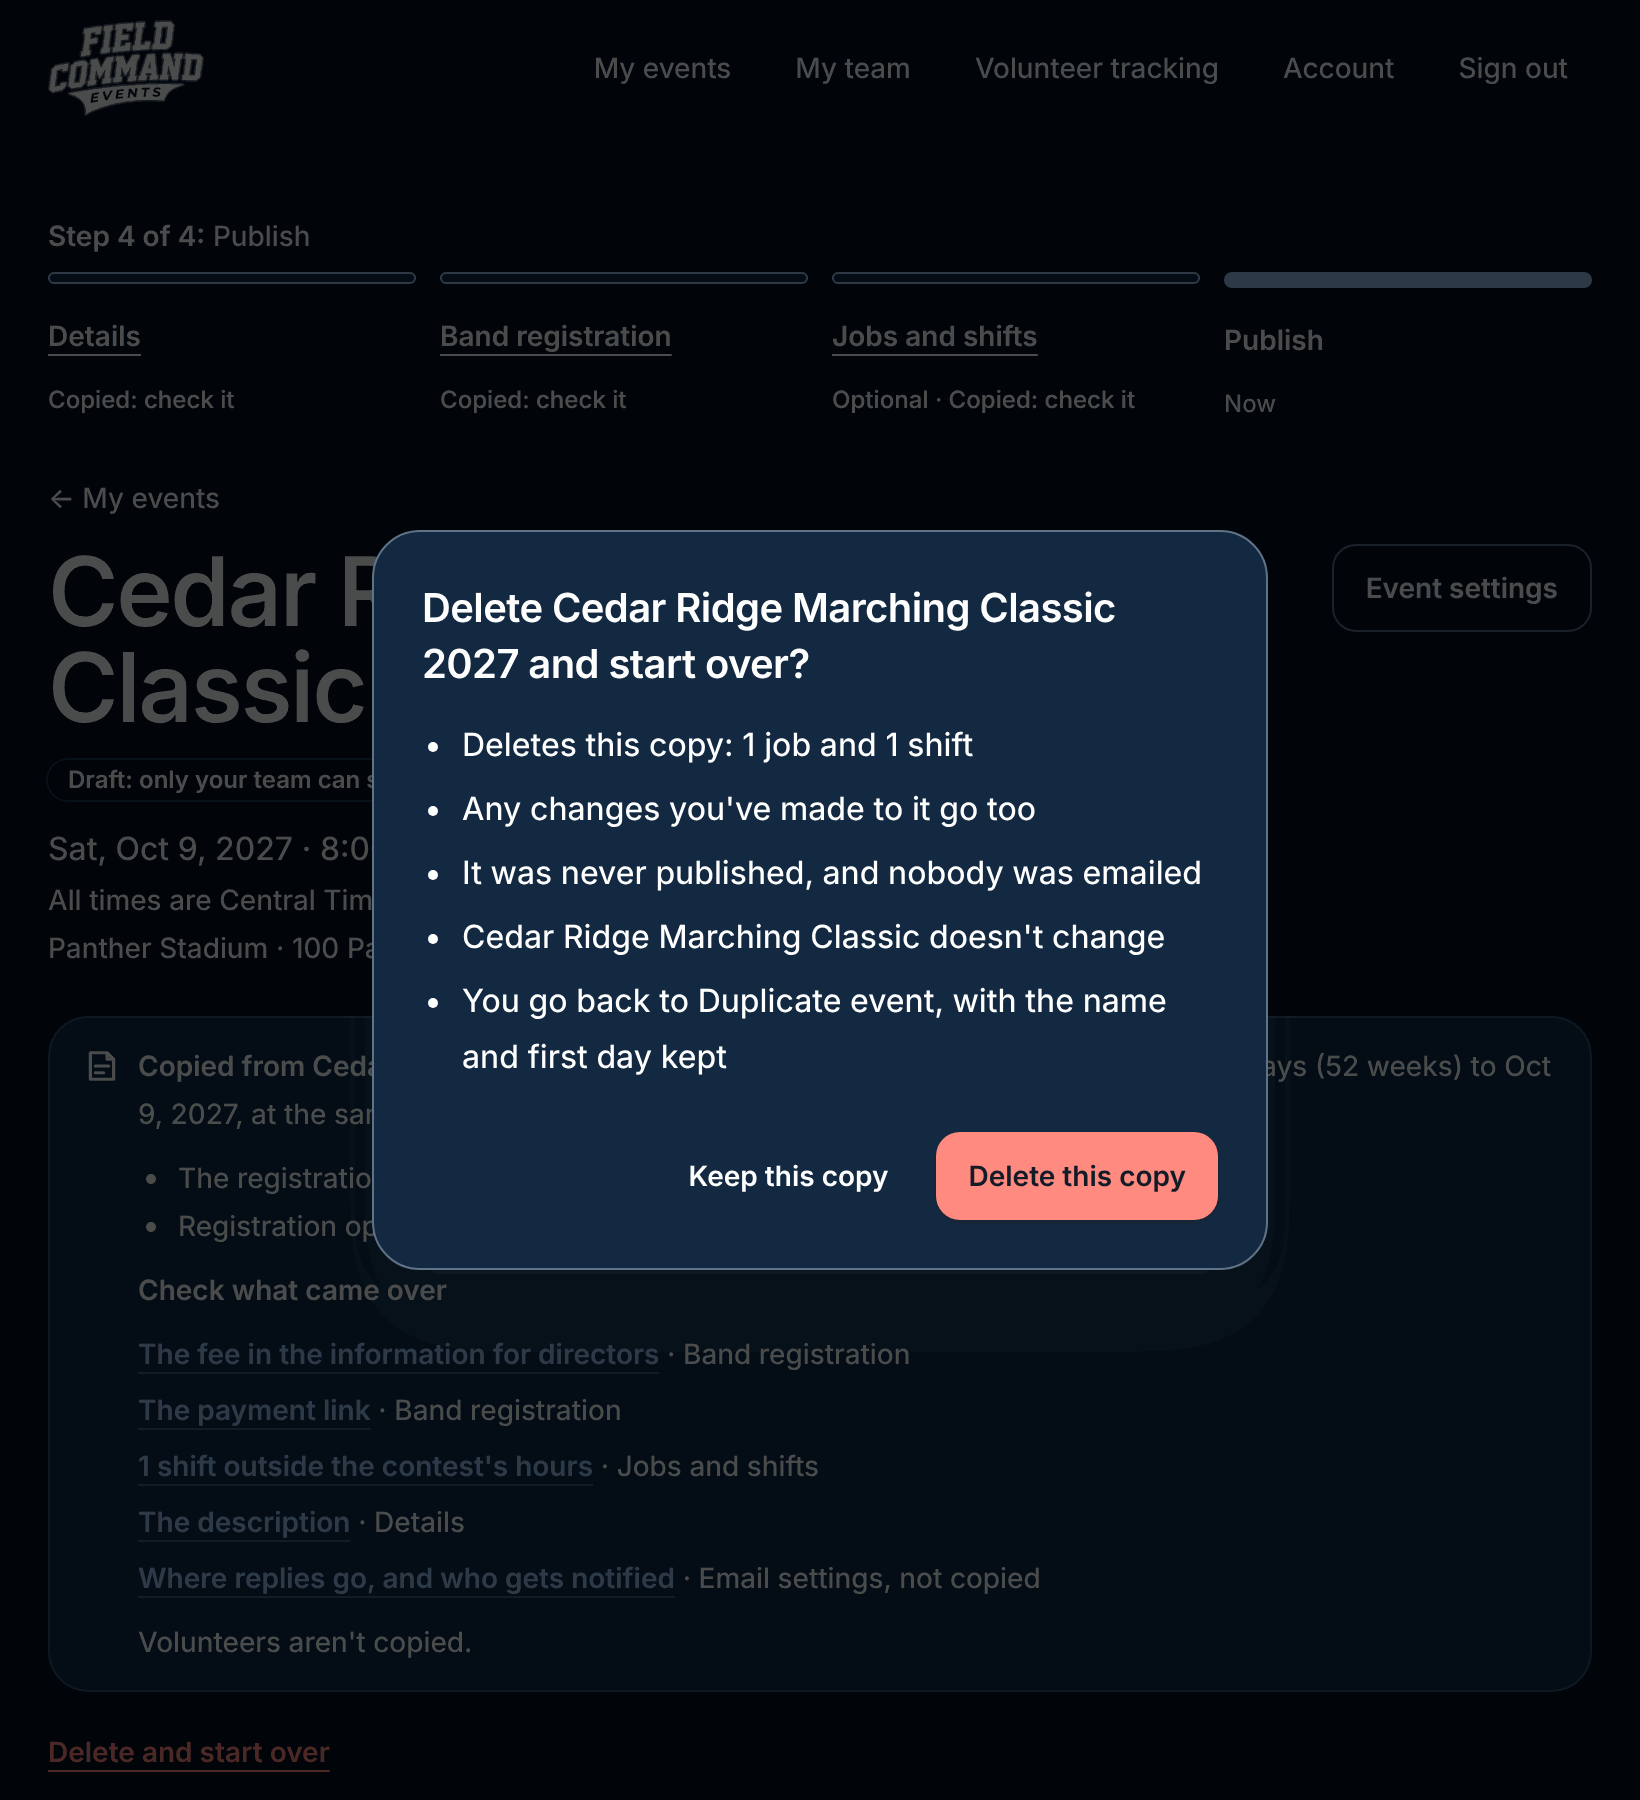 FIELD
COMMAND
EVENTS
My events
My team
Volunteer tracking
Account
Sign out
Step 4 of 4: Publish
Details
Band registration
Jobs and shifts
Publish
Copied: check it
Copied: check it
Optional · Copied: check it
Now
← My events
Cedar
Classic
Event settings
Draft: only your team can
Sat, Oct 9, 2027 ·
All times are Central
Panther Stadium · 100
Delete Cedar Ridge Marching Classic
2027 and start over?
• Deletes this copy: 1 job and 1 shift
• Any changes you've made to it go too
• It was never published, and nobody was emailed
• Cedar Ridge Marching Classic doesn't change
• You go back to Duplicate event, with the name
and first day kept
Keep this copy
Delete this copy
Copied from
(52 weeks) to Oct
9, 2027, at the
• The
• Registration
Check what came over
The fee in the information for directors · Band registration
The payment link · Band registration
1 shift outside the contest's hours · Jobs and shifts
The description · Details
Where replies go, and who gets notified · Email settings, not copied
Volunteers aren't copied.
Delete and start over